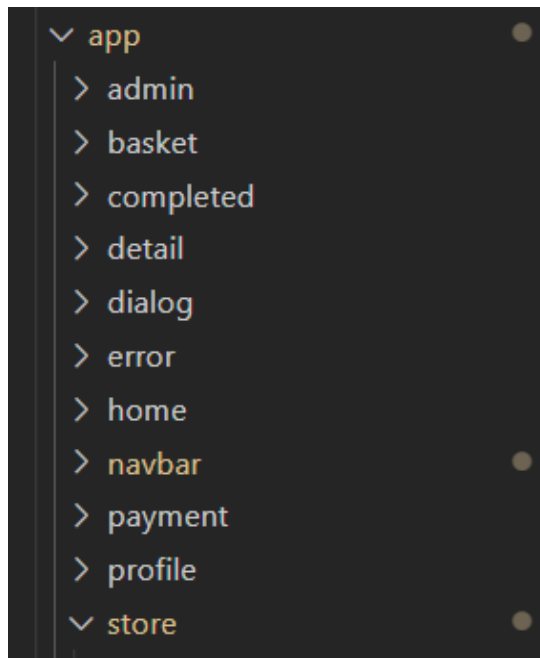 app
admin
basket
completed
detail
dialog
error
home
navbar
payment
profile
store